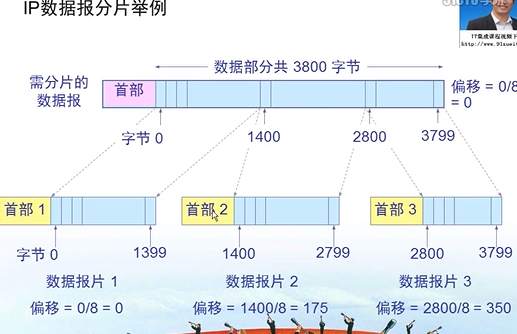 IP数据报分片举例
IT集成课程视频下
http://www.91xueit
数据部分共 3800 字节
需分片的
数据报
首部
偏移 = 0/8
= 0
字节 0
1400
2800
3799
首部 1
首部 2
首部 3
字节 0
1399
1400
2799
2800
3799
数据报片 1
数据报片 2
数据报片 3
偏移 = 0/8 = 0
偏移 = 1400/8 = 175
偏移 = 2800/8 = 350